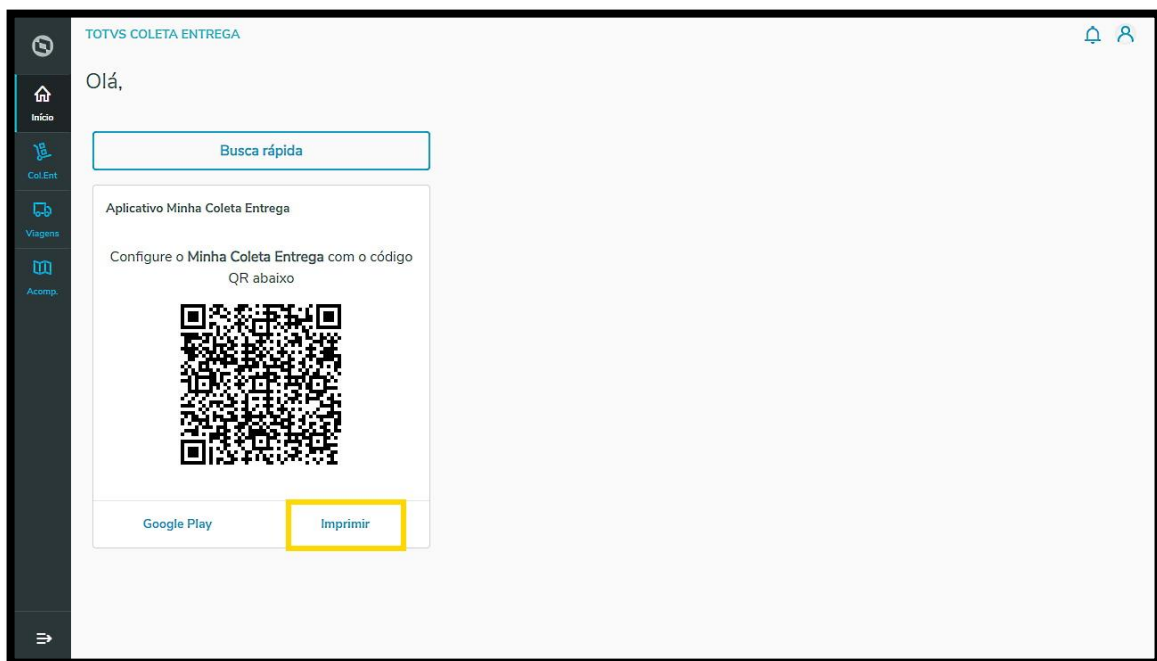 TOTVS COLETA ENTREGA
Olá,
Início
Col.Ent
Viagens
Acomp.
Busca rápida
Aplicativo Minha Coleta Entrega
Configure o Minha Coleta Entrega com o código
QR abaixo
Google Play
Imprimir